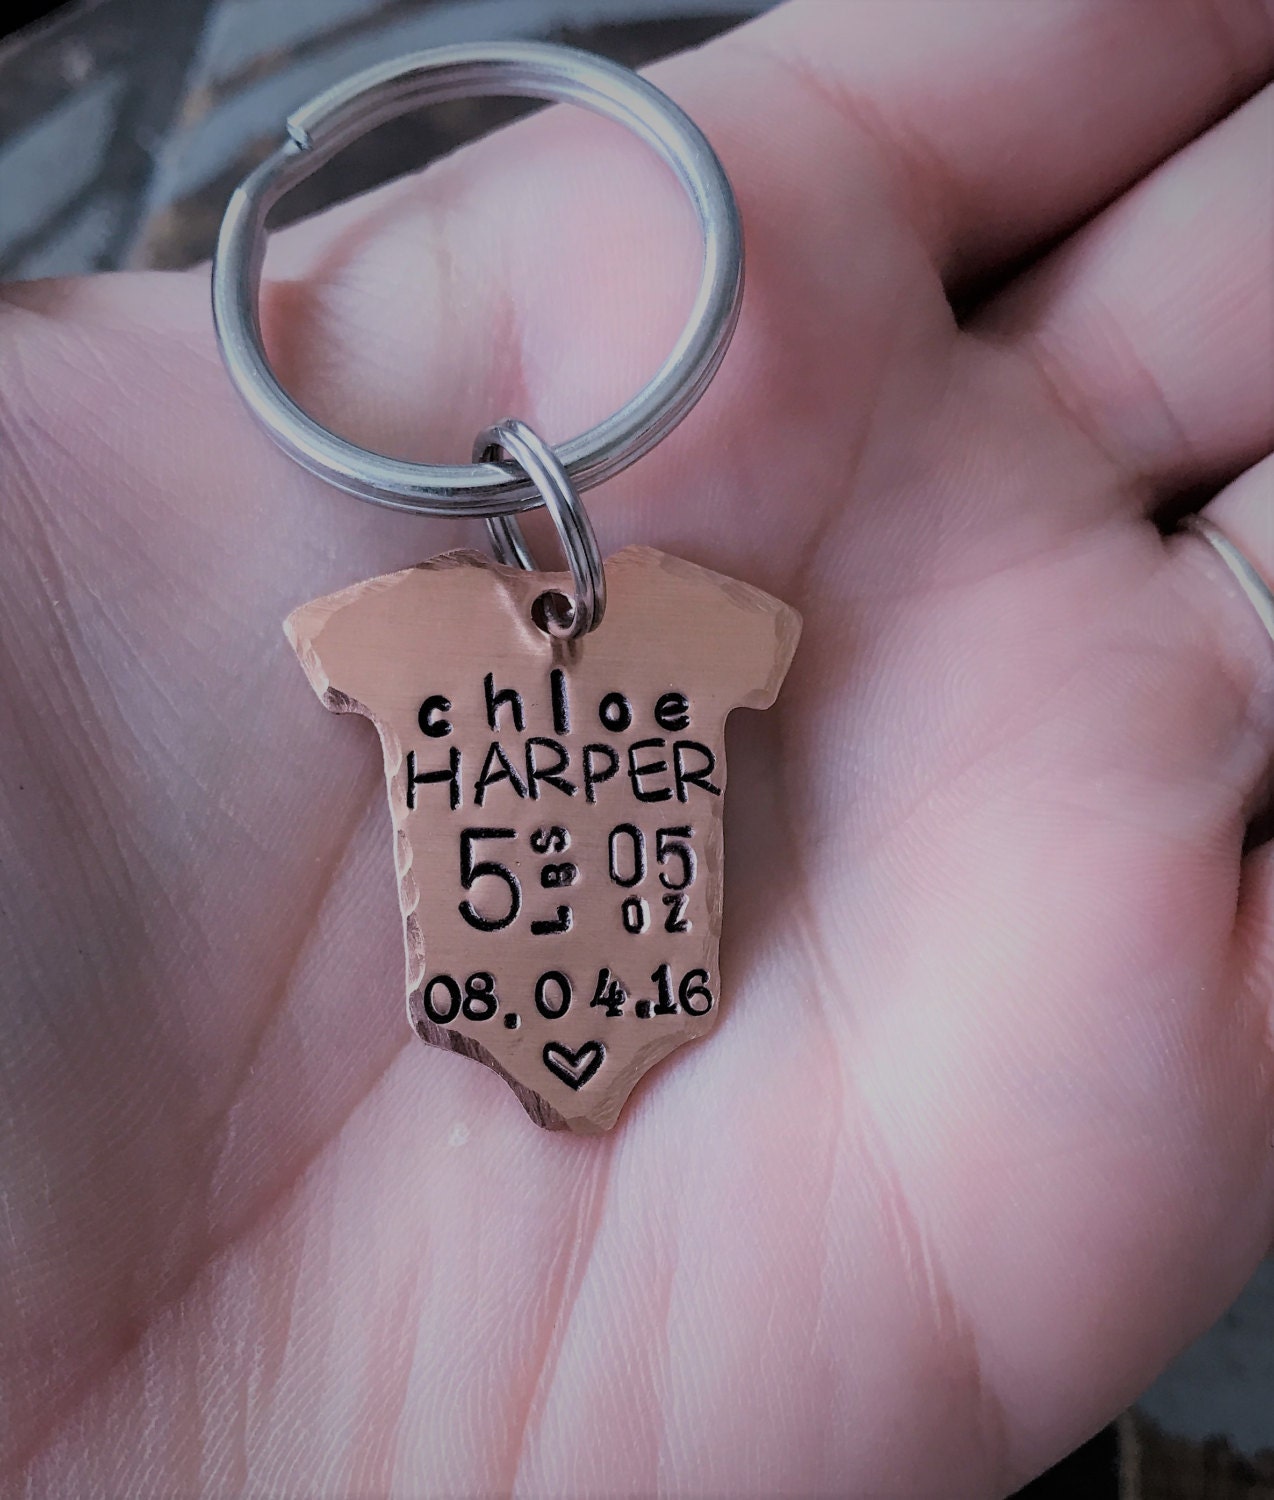 chloe
HARPER
5 LBS 05 OZ
08.04.16